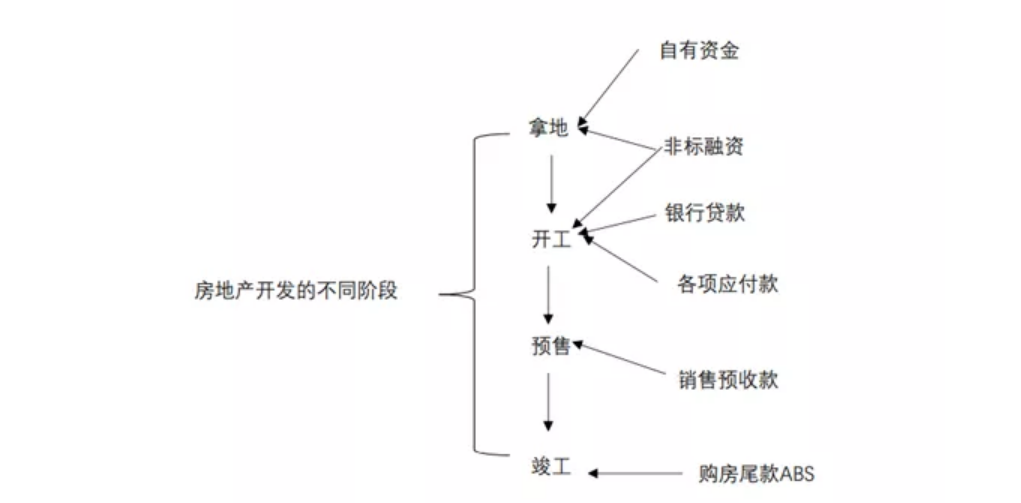 自有资金
拿地
非标融资
银行贷款
开工
各项应付款
房地产开发的不同阶段
预售
销售预收款
竣工
购房尾款ABS